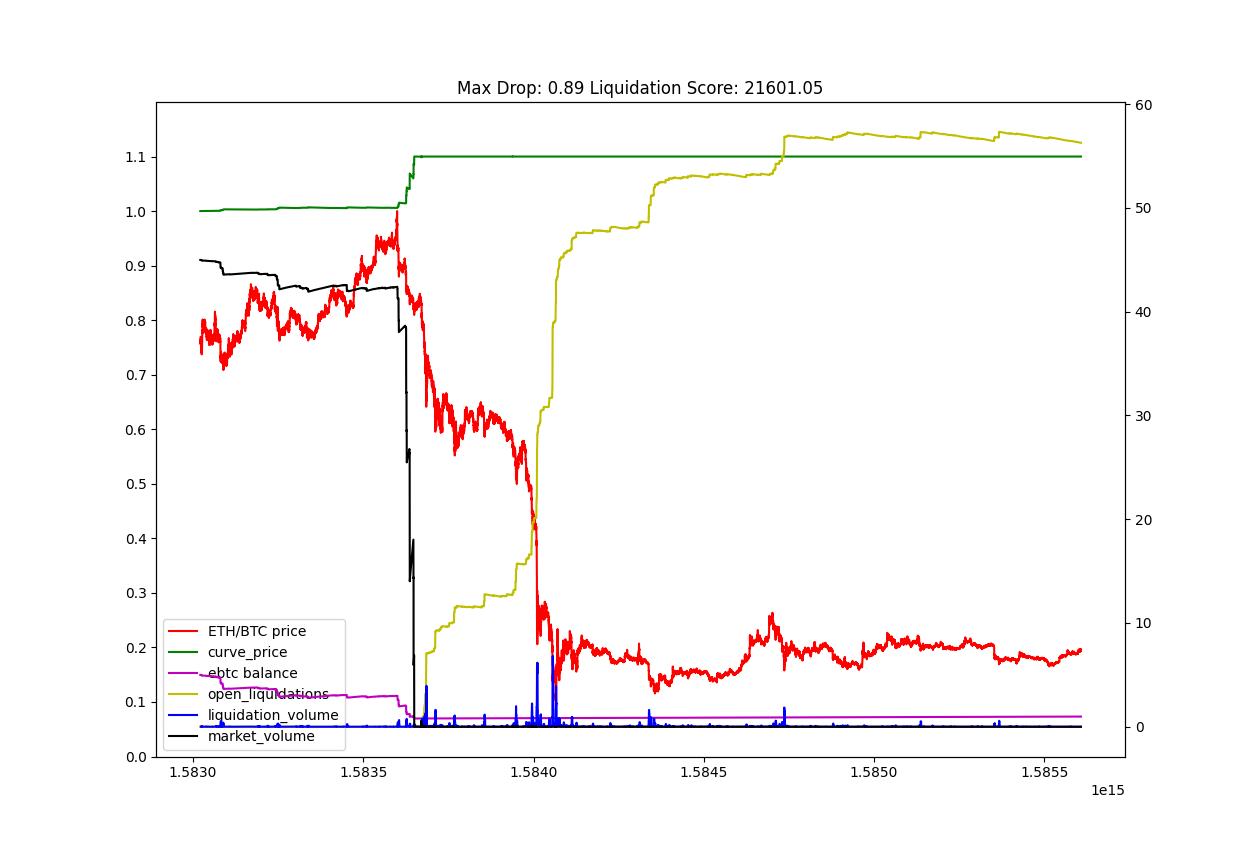 Max Drop: 0.89 Liquidation Score: 21601.05
60
1.1
1.0
50
0.9
0.8
40
0.7
0.6
30
0.5
0.4
20
0.3
0.2
10
0.1
0
0.0
ETH/BTC price
curve_price
ebtc balance
open_liquidations
liquidation_volume
market_volume
1.5830 1.5835 1.5840 1.5845 1.5850 1.5855
1e15